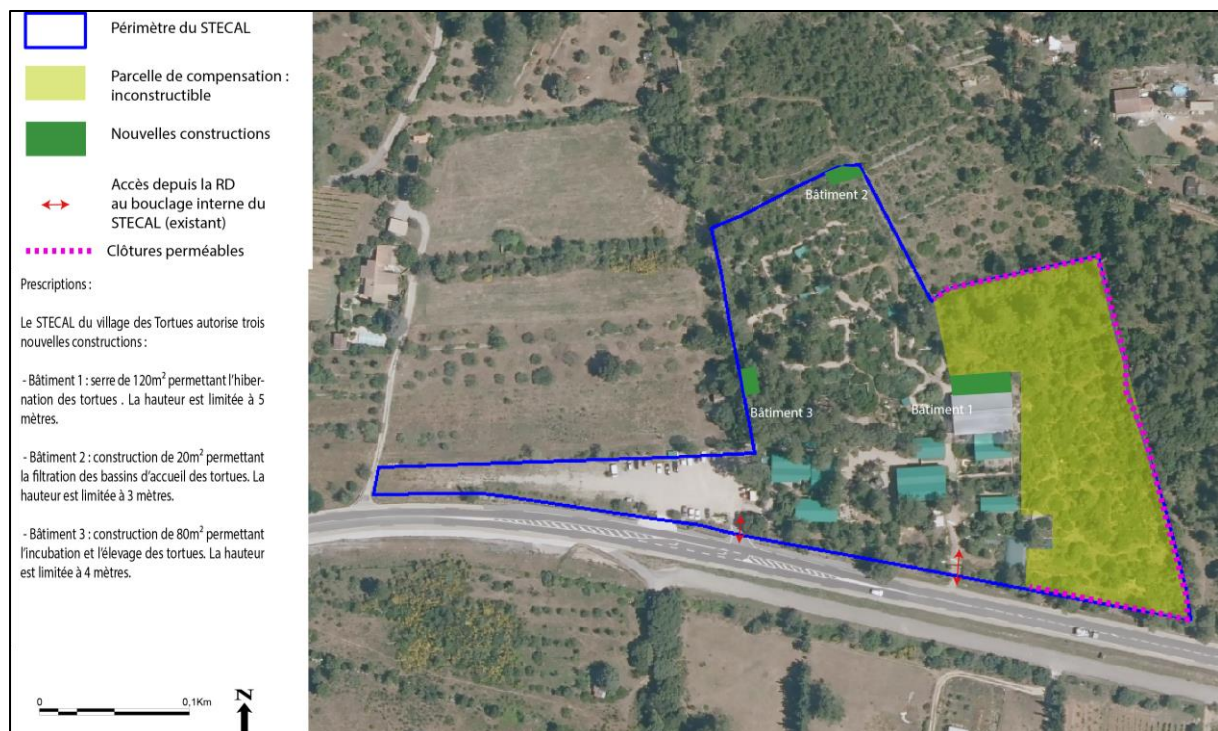 Périmètre du STECAL
Parcelle de compensation :
inconstructible
Nouvelles constructions
Accès depuis la RD
au bouclage interne du
STECAL (existant)
Clôtures perméables
Prescriptions :
Le STECAL du village des Tortues autorise trois
nouvelles constructions :
- Bâtiment 1 : serre de 120m² permettant l'hiber-
nation des tortues . La hauteur est limitée à 5
mètres.
- Bâtiment 2 : construction de 20m² permettant
la filtration des bassins d'accueil des tortues. La
hauteur est limitée à 3 mètres.
- Bâtiment 3 : construction de 80m² permettant
l'incubation et l'élevage des tortues. La hauteur
est limitée à 4 mètres.
0 0,1Km
N
Bâtiment 2
Bâtiment 3
Bâtiment 1